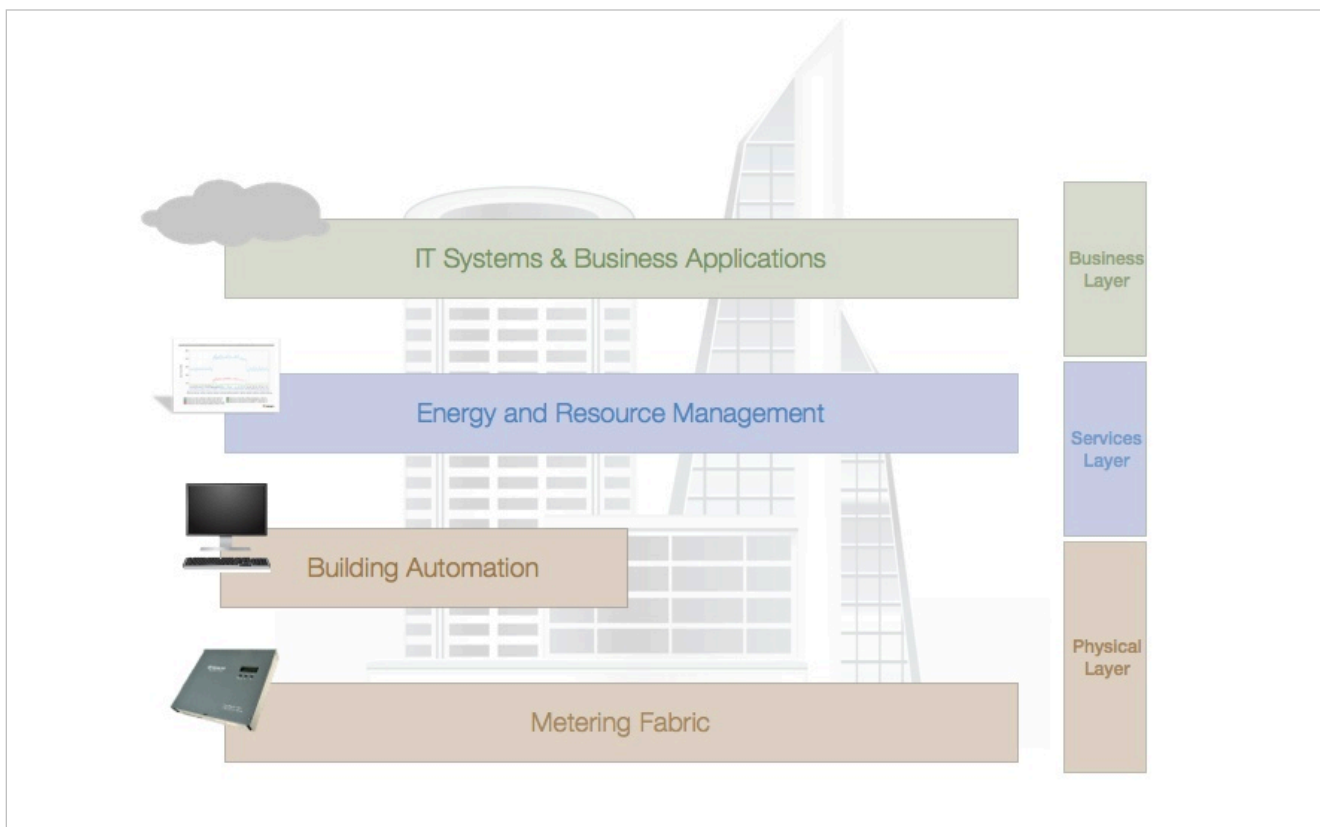 IT Systems & Business Applications
Business
Layer
Energy and Resource Management
Services
Layer
Building Automation
Physical
Layer
Metering Fabric